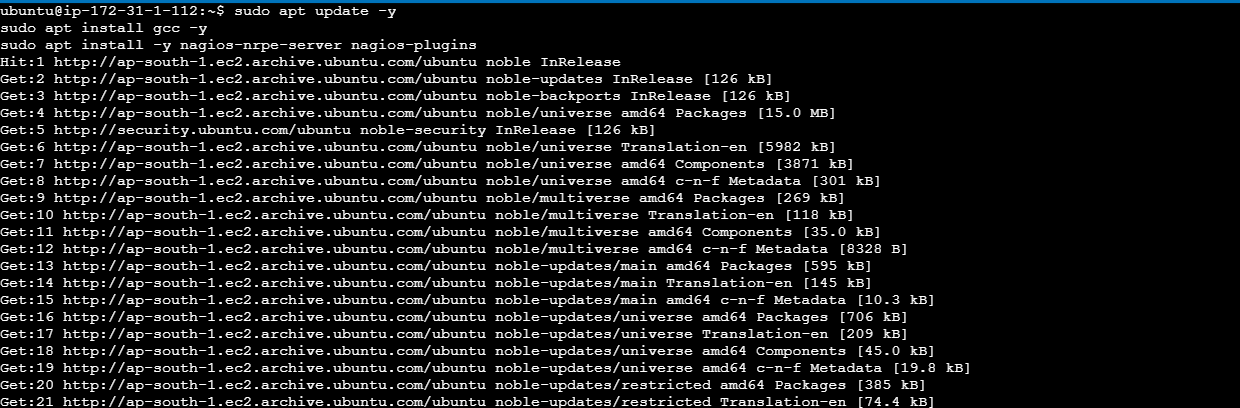 ubuntu@ip-172-31-1-112:~$ sudo apt update -y
sudo apt install gcc -y
sudo apt install -y nagios-nrpe-server nagios-plugins
Hit:1 http://ap-south-1.ec2.archive.ubuntu.com/ubuntu noble InRelease
Get:2 http://ap-south-1.ec2.archive.ubuntu.com/ubuntu noble-updates InRelease [126 kB]
Get:3 http://ap-south-1.ec2.archive.ubuntu.com/ubuntu noble-backports InRelease [126 kB]
Get:4 http://ap-south-1.ec2.archive.ubuntu.com/ubuntu noble/universe amd64 Packages [15.0 MB]
Get:5 http://security.ubuntu.com/ubuntu noble-security InRelease [126 kB]
Get:6 http://ap-south-1.ec2.archive.ubuntu.com/ubuntu noble/universe Translation-en [5982 kB]
Get:7 http://ap-south-1.ec2.archive.ubuntu.com/ubuntu noble/universe amd64 Components [3871 kB]
Get:8 http://ap-south-1.ec2.archive.ubuntu.com/ubuntu noble/universe amd64 c-n-f Metadata [301 kB]
Get:9 http://ap-south-1.ec2.archive.ubuntu.com/ubuntu noble/multiverse amd64 Packages [269 kB]
Get:10 http://ap-south-1.ec2.archive.ubuntu.com/ubuntu noble/multiverse Translation-en [118 kB]
Get:11 http://ap-south-1.ec2.archive.ubuntu.com/ubuntu noble/multiverse amd64 Components [35.0 kB]
Get:12 http://ap-south-1.ec2.archive.ubuntu.com/ubuntu noble/multiverse amd64 c-n-f Metadata [8328 B]
Get:13 http://ap-south-1.ec2.archive.ubuntu.com/ubuntu noble-updates/main amd64 Packages [595 kB]
Get:14 http://ap-south-1.ec2.archive.ubuntu.com/ubuntu noble-updates/main Translation-en [145 kB]
Get:15 http://ap-south-1.ec2.archive.ubuntu.com/ubuntu noble-updates/main amd64 c-n-f Metadata [10.3 kB]
Get:16 http://ap-south-1.ec2.archive.ubuntu.com/ubuntu noble-updates/universe amd64 Packages [706 kB]
Get:17 http://ap-south-1.ec2.archive.ubuntu.com/ubuntu noble-updates/universe Translation-en [209 kB]
Get:18 http://ap-south-1.ec2.archive.ubuntu.com/ubuntu noble-updates/universe amd64 Components [45.0 kB]
Get:19 http://ap-south-1.ec2.archive.ubuntu.com/ubuntu noble-updates/universe amd64 c-n-f Metadata [19.8 kB]
Get:20 http://ap-south-1.ec2.archive.ubuntu.com/ubuntu noble-updates/restricted amd64 Packages [385 kB]
Get:21 http://ap-south-1.ec2.archive.ubuntu.com/ubuntu noble-updates/restricted Translation-en [74.4 kB]